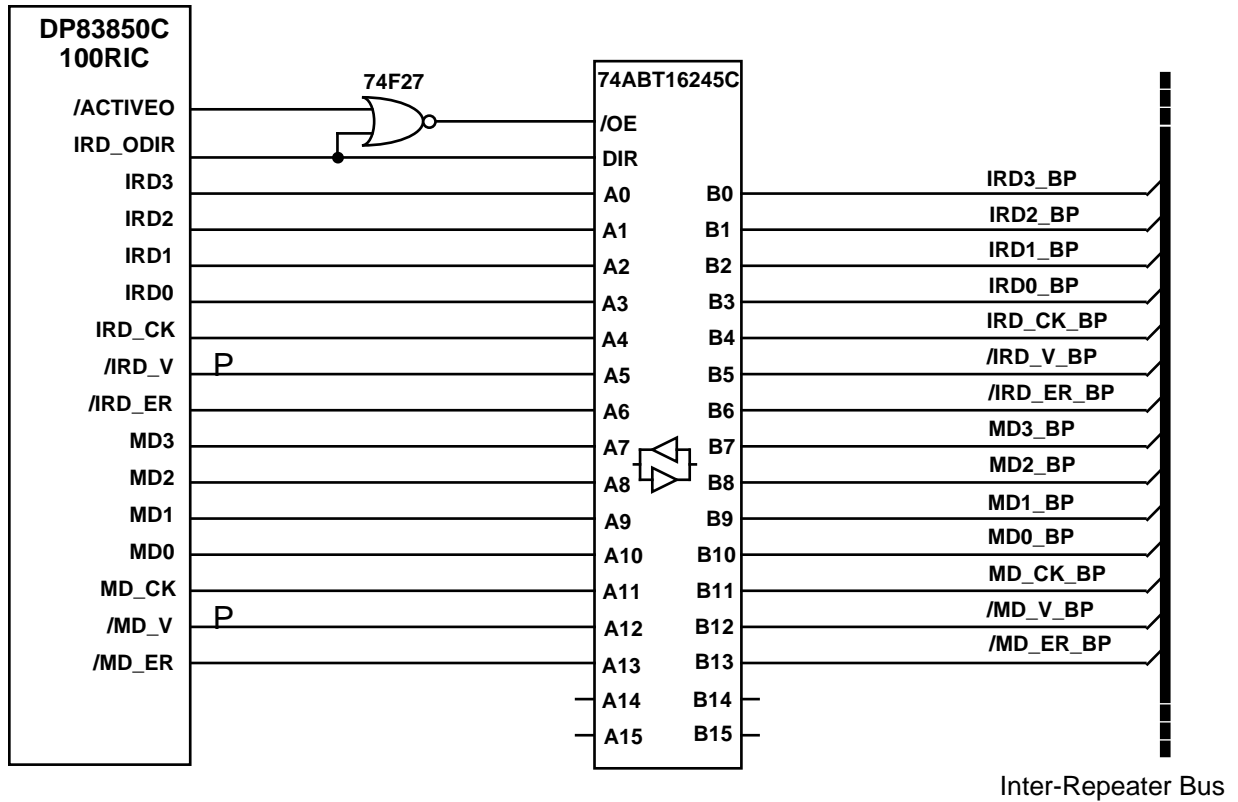 DP83850C
100RIC
74F27
74ABT16245C
/ACTIVEO
/OE
IRD_ODIR
DIR
IRD3
A0
B0
IRD3_BP
IRD2
A1
B1
IRD2_BP
IRD1
A2
B2
IRD1_BP
IRD0
A3
B3
IRD0_BP
IRD_CK
A4
B4
IRD_CK_BP
/IRD_V
P
A5
B5
/IRD_V_BP
/IRD_ER
A6
B6
/IRD_ER_BP
MD3
A7
B7
MD3_BP
MD2
A8
B8
MD2_BP
MD1
A9
B9
MD1_BP
MD0
A10
B10
MD0_BP
MD_CK
A11
B11
MD_CK_BP
/MD_V
P
A12
B12
/MD_V_BP
/MD_ER
A13
B13
/MD_ER_BP
A14
B14
A15
B15
Inter-Repeater Bus